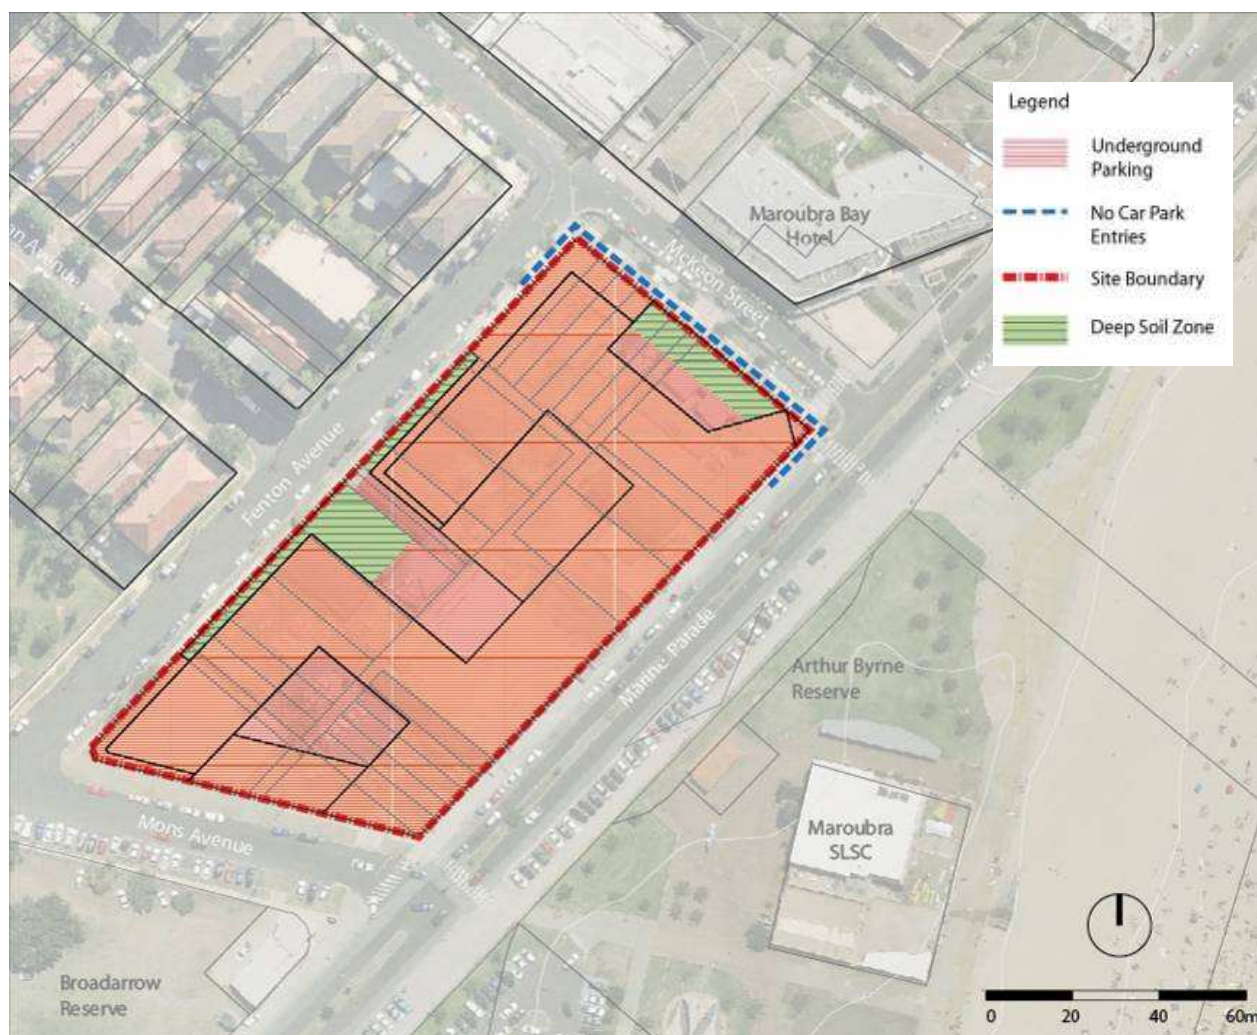 Legend
Underground
Parking
No Car Park
Entries
Site Boundary
Deep Soil Zone
Maroubra Bay
Hotel
McKeon Street
Fenton Avenue
Marine Parade
Arthur Byrne
Reserve
Maroubra
SLSC
Mons Avenue
Broadarrow
Reserve
Avenue
0 20 40 60m